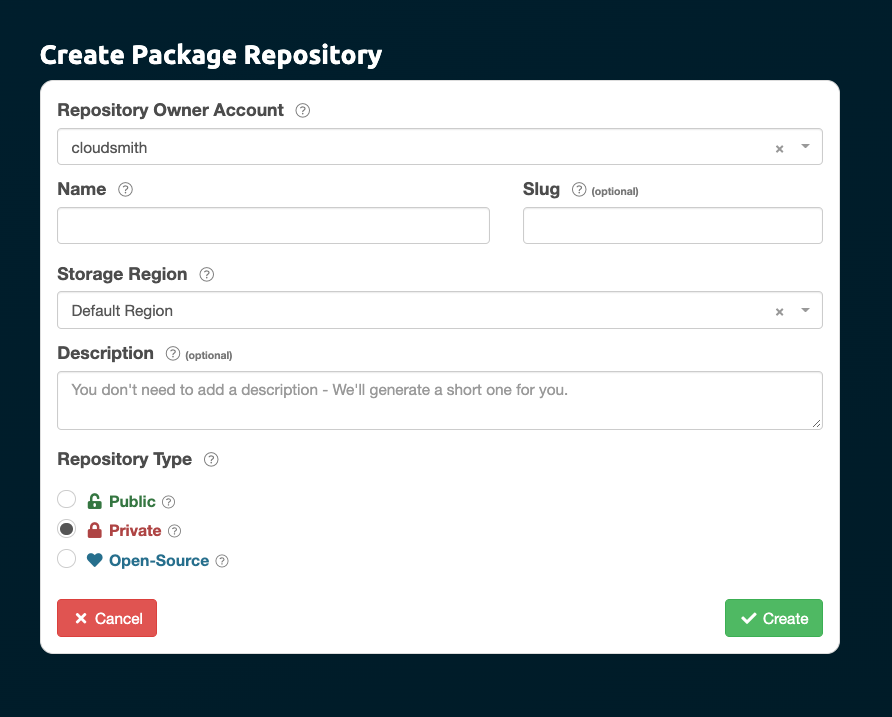 Create Package Repository
Repository Owner Account ?
cloudsmith × 
Name ? Slug ? (optional)
Storage Region ?
Default Region ×
Description ? (optional)
You don't need to add a description - We'll generate a short one for you.
Repository Type ?
Public ?
Private ?
Open-Source ?
Cancel Create